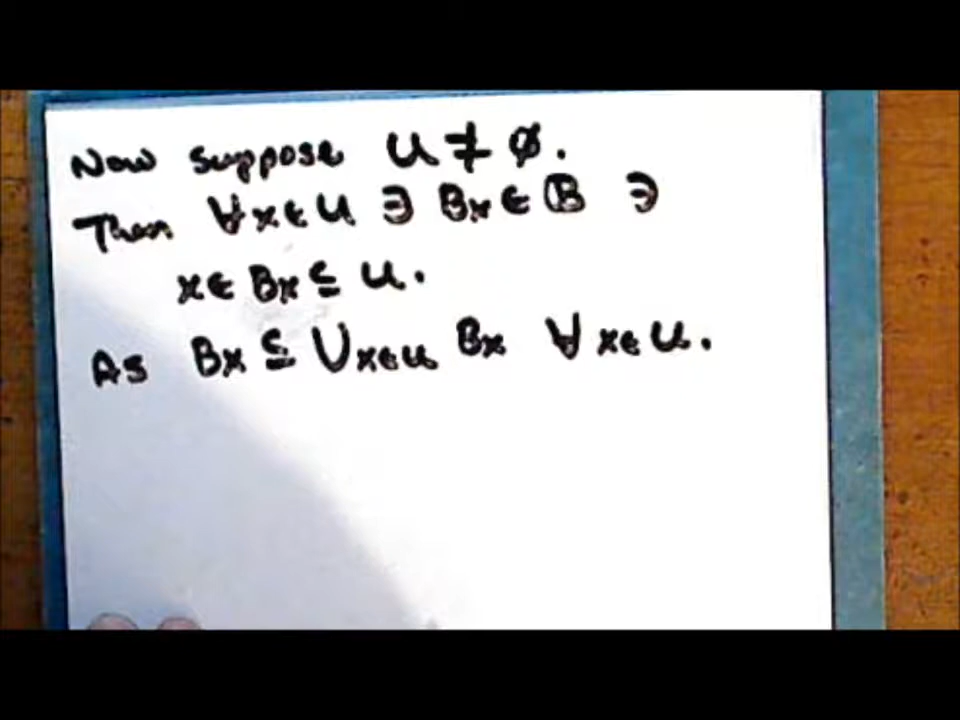 Now suppose U ≠ ∅.
Then ∀x∈U ∃ Bx∈𝔹 ∋
x∈Bx ⊆ U.
As Bx ⊆ ∪x∈U Bx ∀x∈U.